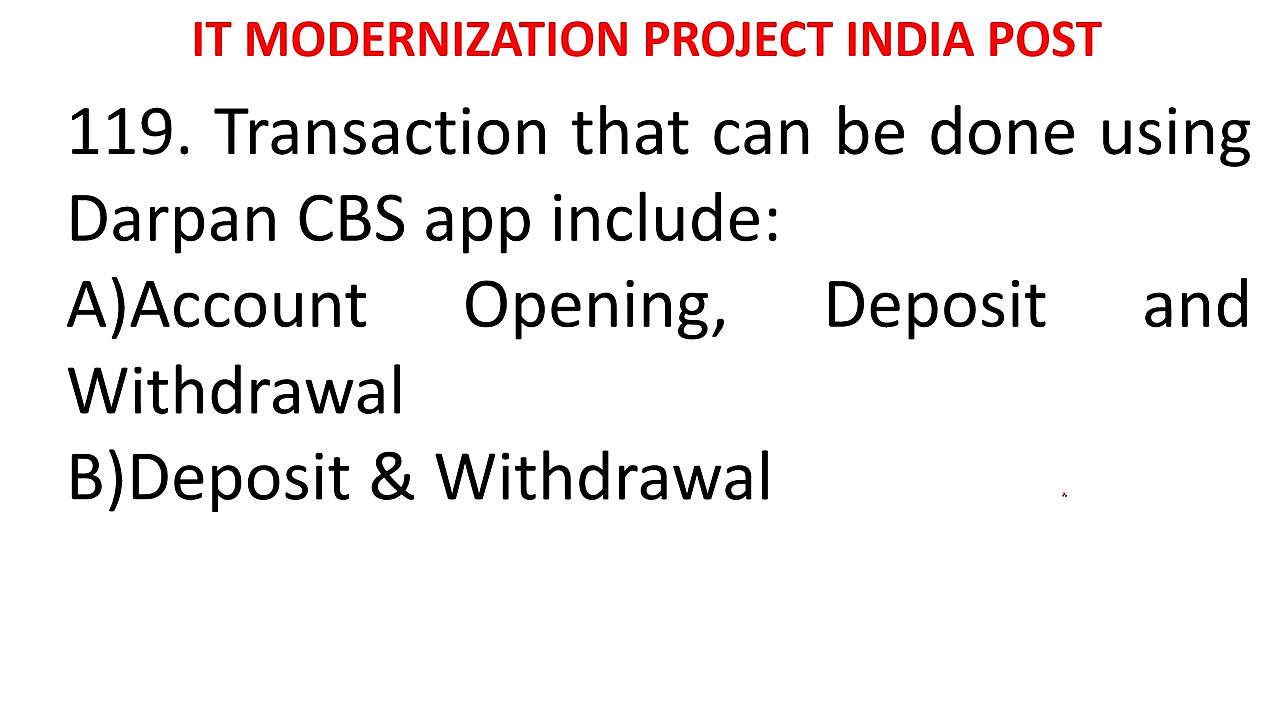 IT MODERNIZATION PROJECT INDIA POST
119. Transaction that can be done using
Darpan CBS app include:
A)Account Opening, Deposit and
Withdrawal
B)Deposit & Withdrawal